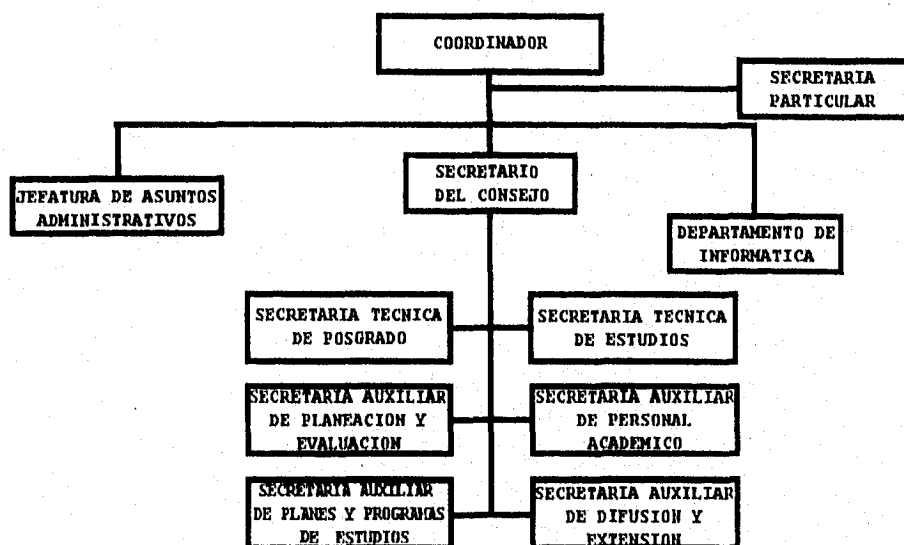 COORDINADOR
SECRETARIA
PARTICULAR
SECRETARIO
DEL CONSEJO
JEFATURA DE ASUNTOS
ADMINISTRATIVOS
DEPARTAMENTO DE
INFORMATICA
SECRETARIA TECNICA
DE POSGRADO
SECRETARIA TECNICA
DE ESTUDIOS
SECRETARIA AUXILIAR
DE PLANEACION Y
EVALUACION
SECRETARIA AUXILIAR
DE PERSONAL
ACADEMICO
SECRETARIA AUXILIAR
DE PLANES Y PROGRAMAS
DE ESTUDIOS
SECRETARIA AUXILIAR
DE DIFUSION Y
EXTENSION